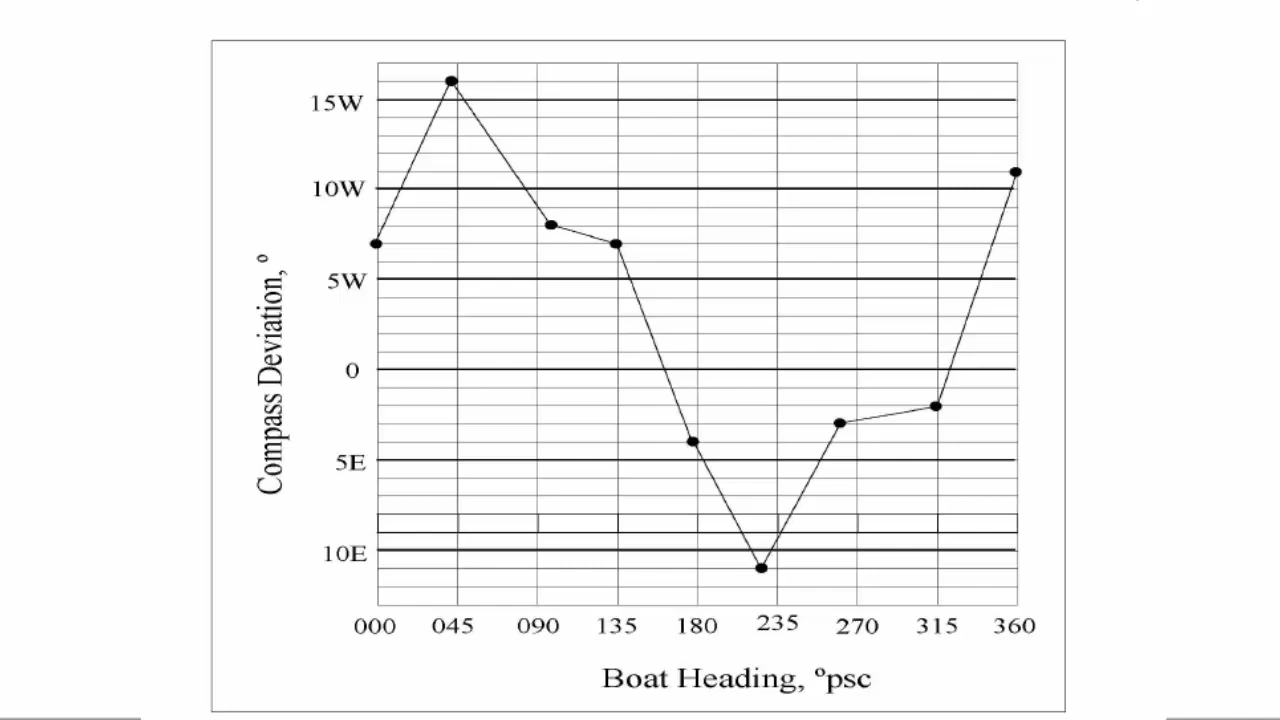 15W
10W
5W
0
5E
10E
Compass Deviation, º
000 045 090 135 180 235 270 315 360
Boat Heading, ºpsc